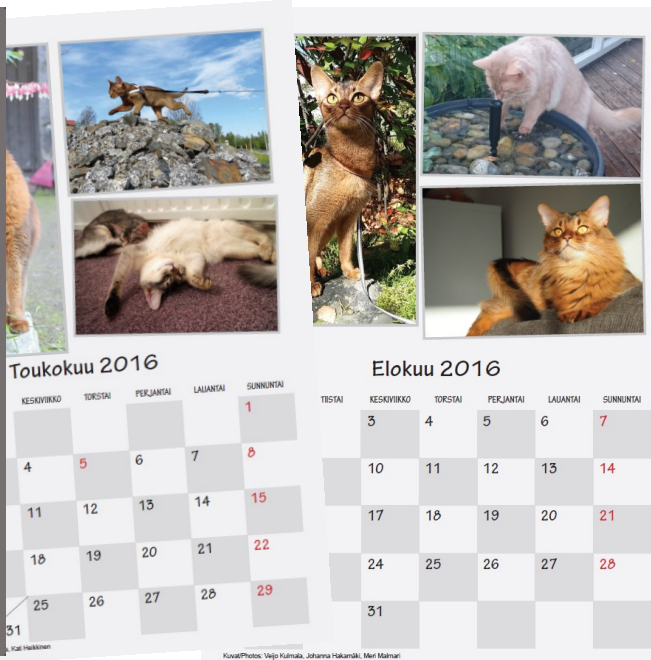 Toukokuu 2016
KESKIVIIKKO TORSTAI PERJANTAI LAUANTAI SUNNUNTAI
1
4 5 6 7 8
11 12 13 14 15
18 19 20 21 22
25 26 27 28 29
31
Kati Heikkinen
Elokuu 2016
TIISTAI KESKIVIIKKO TORSTAI PERJANTAI LAUANTAI SUNNUNTAI
3 4 5 6 7
10 11 12 13 14
17 18 19 20 21
24 25 26 27 28
31
Kuvat/Photos: Veijo Kulmala, Johanna Hakamäki, Meri Malmari